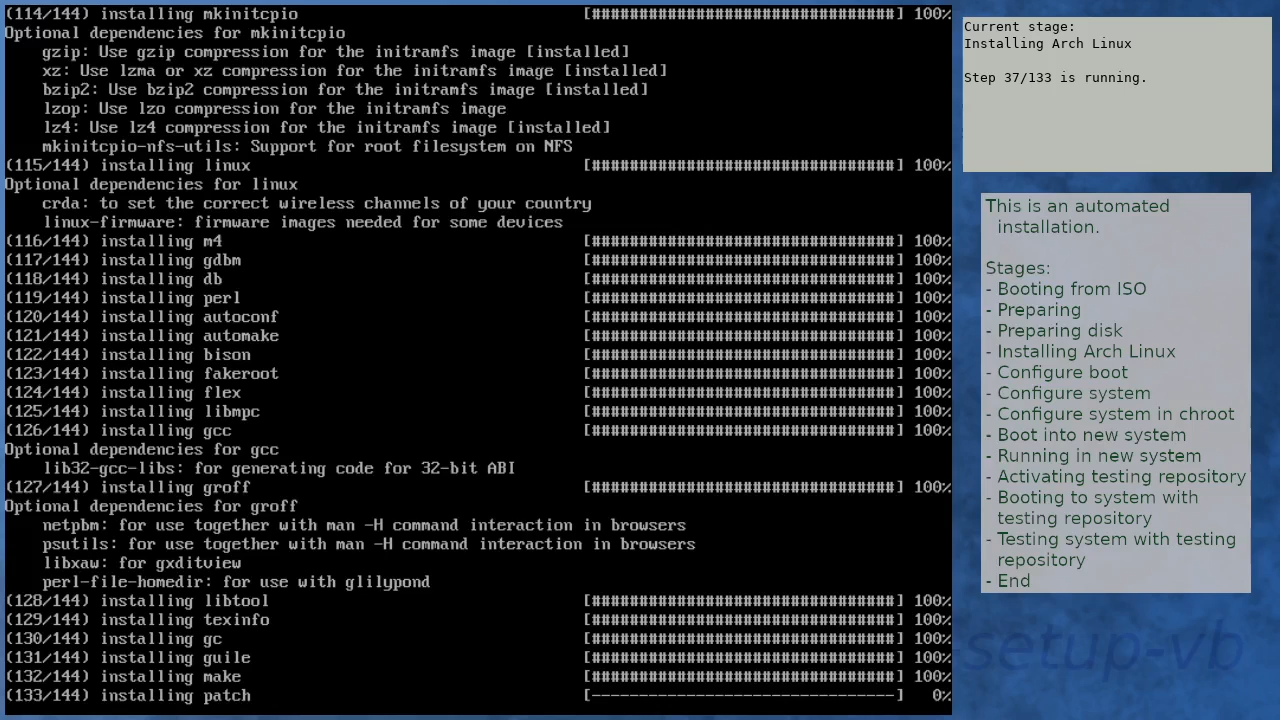 (114/144) installing mkinitcpio [################################] 100%
Optional dependencies for mkinitcpio
gzip: Use gzip compression for the initramfs image [installed]
xz: Use lzma or xz compression for the initramfs image [installed]
bzip2: Use bzip2 compression for the initramfs image [installed]
lzop: Use lzo compression for the initramfs image
lz4: Use lz4 compression for the initramfs image [installed]
mkinitcpio-nfs-utils: Support for root filesystem on NFS
(115/144) installing linux [################################] 100%
Optional dependencies for linux
crda: to set the correct wireless channels of your country
linux-firmware: firmware images needed for some devices
(116/144) installing m4 [################################] 100%
(117/144) installing gdbm [################################] 100%
(118/144) installing db [################################] 100%
(119/144) installing perl [################################] 100%
(120/144) installing autoconf [################################] 100%
(121/144) installing automake [################################] 100%
(122/144) installing bison [################################] 100%
(123/144) installing fakeroot [################################] 100%
(124/144) installing flex [################################] 100%
(125/144) installing libmpc [################################] 100%
(126/144) installing gcc [################################] 100%
Optional dependencies for gcc
lib32-gcc-libs: for generating code for 32-bit ABI
(127/144) installing groff [################################] 100%
Optional dependencies for groff
netpbm: for use together with man -H command interaction in browsers
psutils: for use together with man -H command interaction in browsers
libxaw: for gxditview
perl-file-homedir: for use with glilypond
(128/144) installing libtool [################################] 100%
(129/144) installing texinfo [################################] 100%
(130/144) installing gc [################################] 100%
(131/144) installing guile [################################] 100%
(132/144) installing make [################################] 100%
(133/144) installing patch [--------------------------------] 0%
Current stage:
Installing Arch Linux
Step 37/133 is running.
This is an automated
installation.
Stages:
- Booting from ISO
- Preparing
- Preparing disk
- Installing Arch Linux
- Configure boot
- Configure system
- Configure system in chroot
- Boot into new system
- Running in new system
- Activating testing repository
- Booting to system with
testing repository
- Testing system with testing
repository
- End
-setup-vb